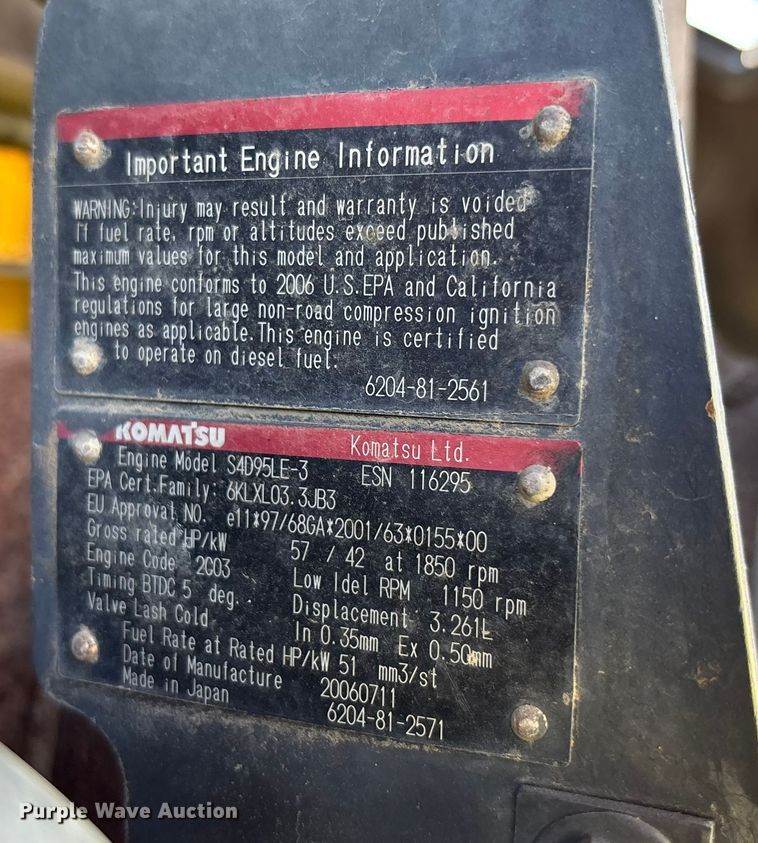 Important Engine Information
WARNING:Injury may result and warranty is voided
If fuel rate, rpm or altitudes exceed published
maximum values for this model and application.
This engine conforms to 2006 U.S.EPA and California
regulations for large non-road compression ignition
engines as applicable.This engine is certified
to operate on diesel fuel.
6204-81-2561
KOMATSU Komatsu Ltd.
Engine Model S4D95LE-3 ESN 116295
EPA Cert.Family: 6KLXL03.3JB3
EU Approval NO. e11*97/68GA*2001/63*0155*00
Gross rated HP/kW 57 / 42 at 1850 rpm
Engine Code 2G03 Low Idel RPM 1150 rpm
Timing BTDC 5 deg.. Displacement 3.261L
Valve Lash Cold In 0.35mm Ex 0.50mm
Fuel Rate at Rated HP/kW 51 mm3/st
Date of Manufacture 20060711
Made in Japan 6204-81-2571
Purple Wave Auction